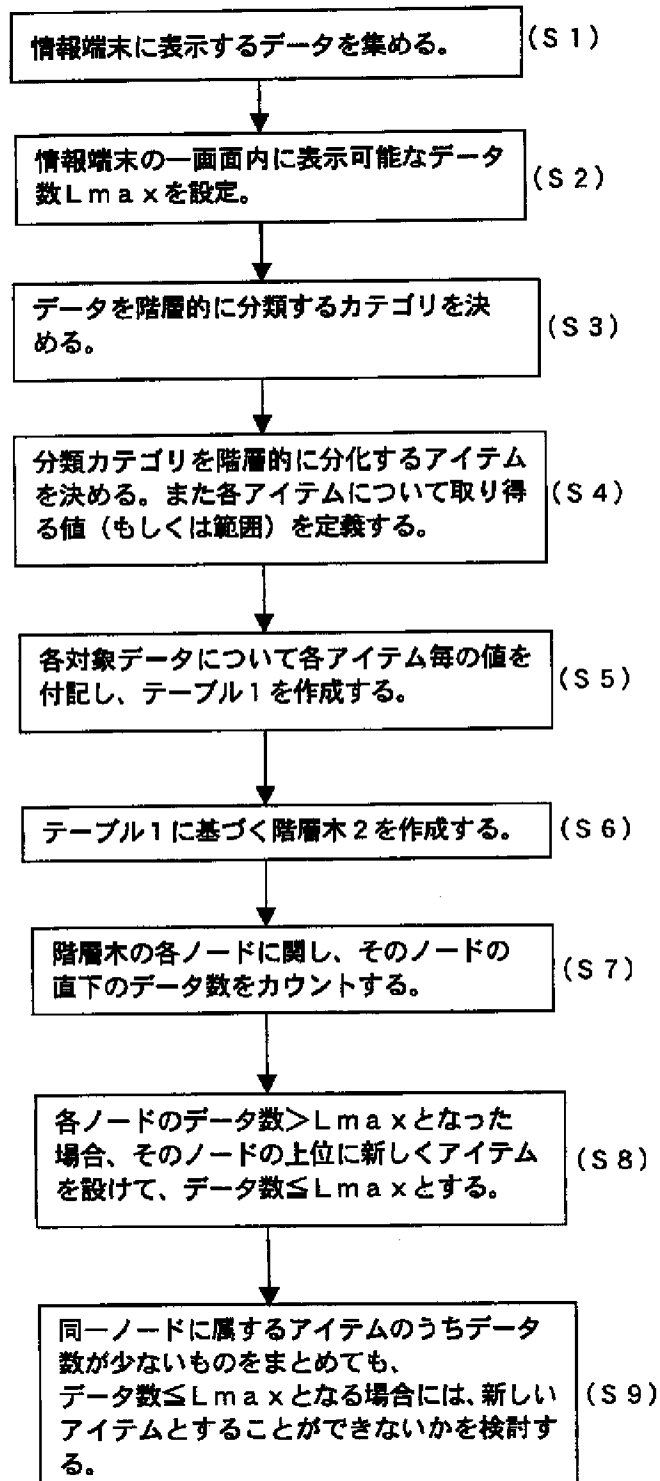 情報端末に表示するデータを集める。
(S1)
情報端末の一画面内に表示可能なデータ
数Lmaxを設定。
(S2)
データを階層的に分類するカテゴリを決
める。
(S3)
分類カテゴリを階層的に分化するアイテム
を決める。また各アイテムについて取り得
る値(もしくは範囲)を定義する。
(S4)
各対象データについて各アイテム毎の値を
付記し、テーブル1を作成する。
(S5)
テーブル1に基づく階層木2を作成する。
(S6)
階層木の各ノードに関し、そのノードの
直下のデータ数をカウントする。
(S7)
各ノードのデータ数>Lmaxとなった
場合、そのノードの上位に新しくアイテム
を設けて、データ数≦Lmaxとする。
(S8)
同一ノードに属するアイテムのうちデータ
数が少ないものをまとめても、
データ数≦Lmaxとなる場合には、新しい
アイテムとすることができないかを検討す
る。
(S9)